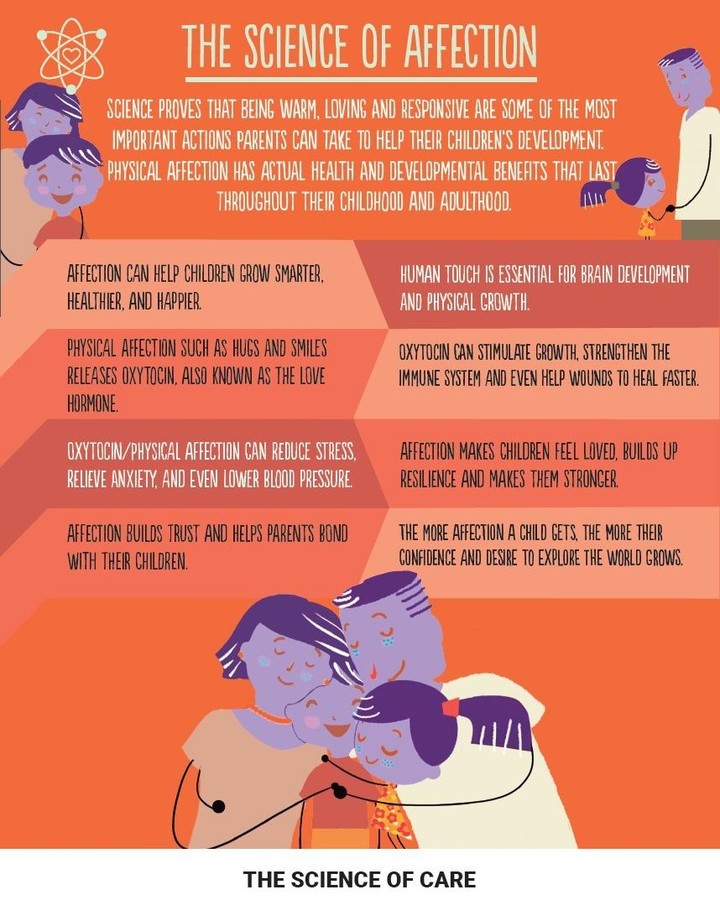 THE SCIENCE OF AFFECTION
SCIENCE PROVES THAT BEING WARM, LOVING AND RESPONSIVE ARE SOME OF THE MOST
IMPORTANT ACTIONS PARENTS CAN TAKE TO HELP THEIR CHILDREN'S DEVELOPMENT.
PHYSICAL AFFECTION HAS ACTUAL HEALTH AND DEVELOPMENTAL BENEFITS THAT LAST
THROUGHOUT THEIR CHILDHOOD AND ADULTHOOD.
AFFECTION CAN HELP CHILDREN GROW SMARTER,
HEALTHIER, AND HAPPIER.
HUMAN TOUCH IS ESSENTIAL FOR BRAIN DEVELOPMENT
AND PHYSICAL GROWTH.
PHYSICAL AFFECTION SUCH AS HUGS AND SMILES
RELEASES OXYTOCIN, ALSO KNOWN AS THE LOVE
HORMONE.
OXYTOCIN CAN STIMULATE GROWTH, STRENGTHEN THE
IMMUNE SYSTEM AND EVEN HELP WOUNDS TO HEAL FASTER.
OXYTOCIN/PHYSICAL AFFECTION CAN REDUCE STRESS,
RELIEVE ANXIETY, AND EVEN LOWER BLOOD PRESSURE.
AFFECTION MAKES CHILDREN FEEL LOVED, BUILDS UP
RESILIENCE AND MAKES THEM STRONGER.
AFFECTION BUILDS TRUST AND HELPS PARENTS BOND
WITH THEIR CHILDREN.
THE MORE AFFECTION A CHILD GETS, THE MORE THEIR
CONFIDENCE AND DESIRE TO EXPLORE THE WORLD GROWS.
THE SCIENCE OF CARE